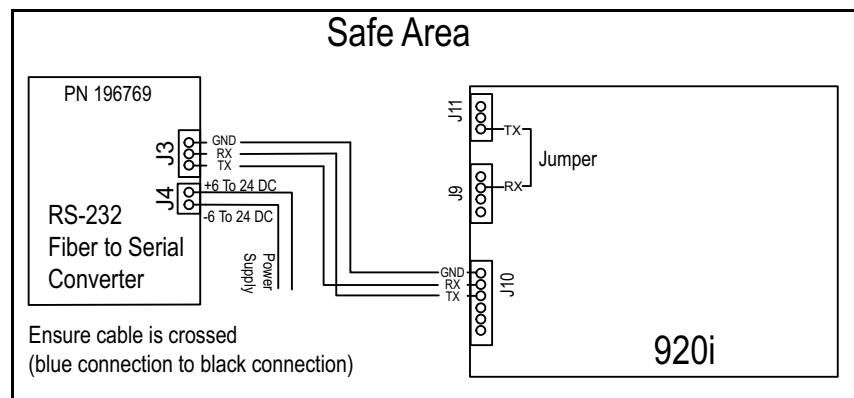 Safe Area
PN 196769
J3
GND
RX
TX
J4
+6 To 24 DC
-6 To 24 DC
Power
Supply
RS-232
Fiber to Serial
Converter
Ensure cable is crossed
(blue connection to black connection)
J11
TX
Jumper
J9
RX
GND
RX
TX
J10
920i